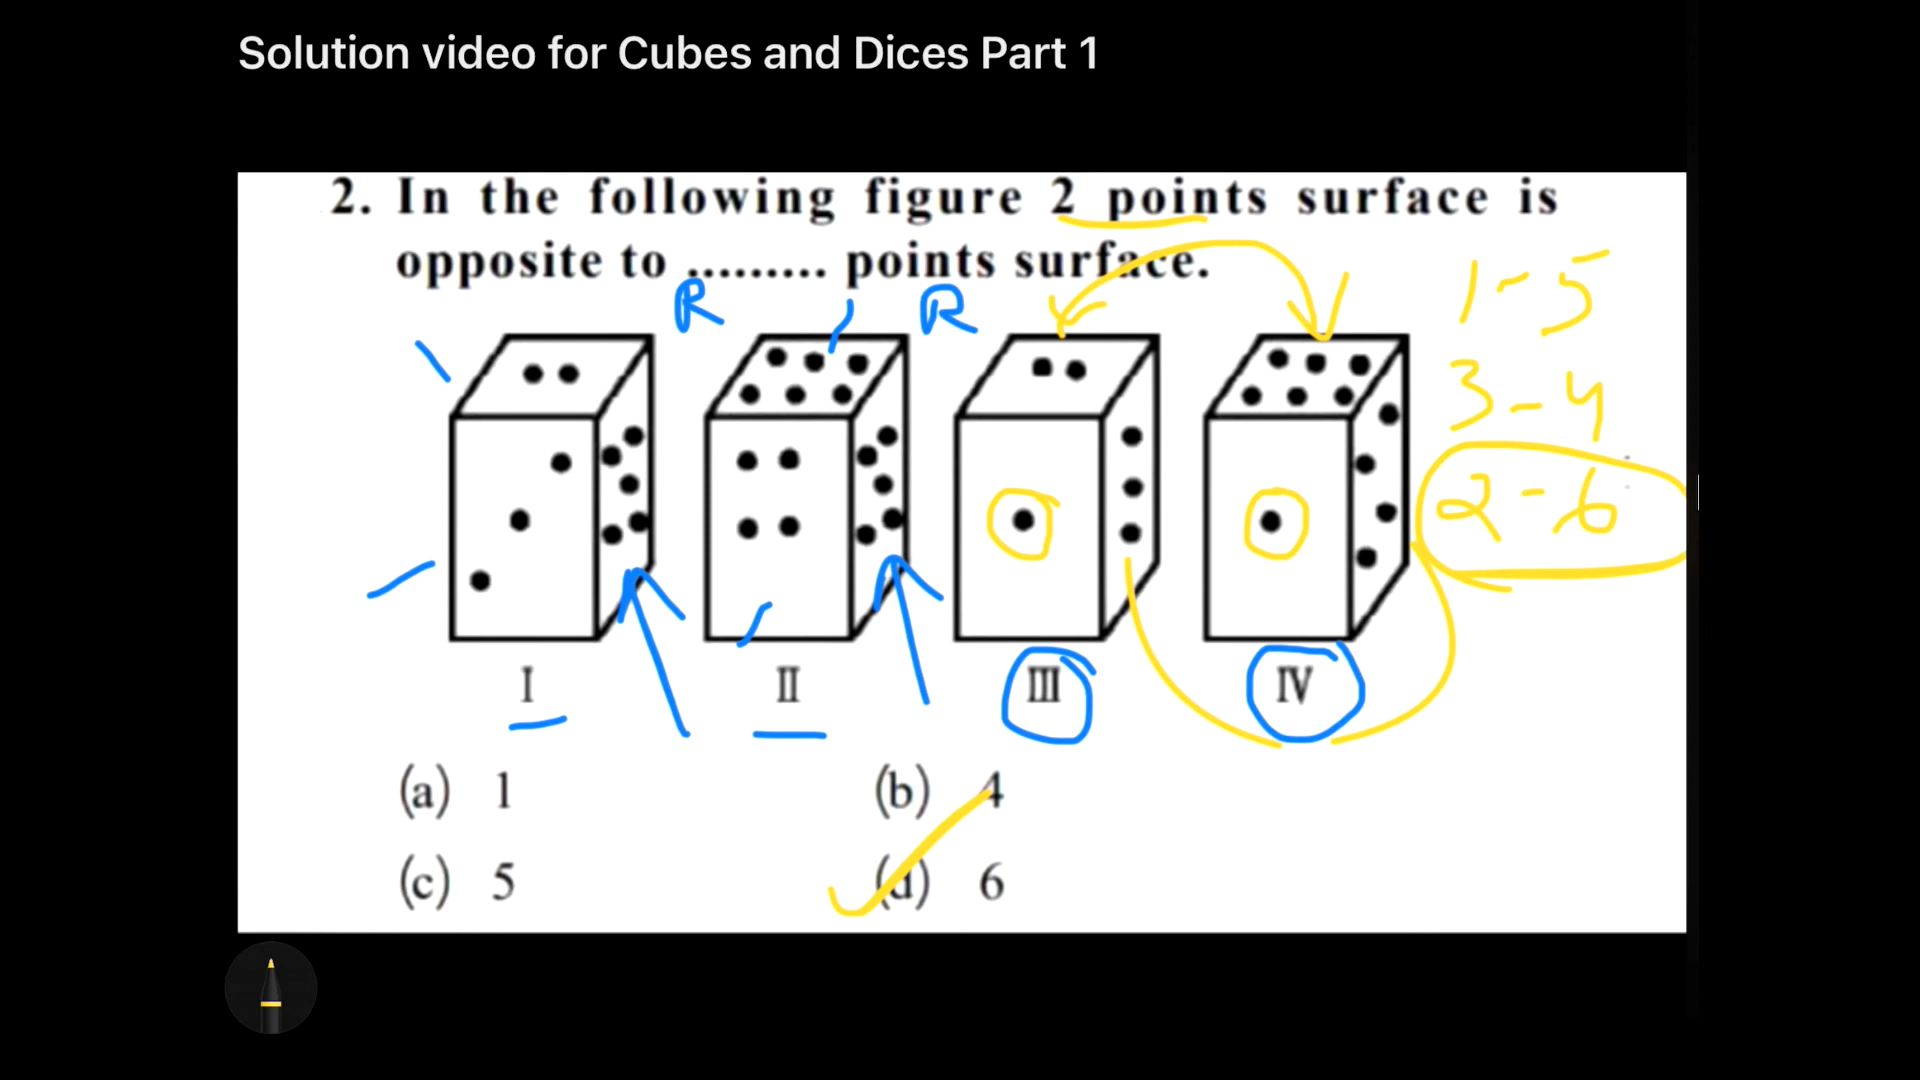 Solution video for Cubes and Dices Part 1
2. In the following figure 2 points surface is
opposite to ......... points surface.
R R
1-5
3-4
2-6
I II III IV
(a) 1 (b) 4
(c) 5 (d) 6